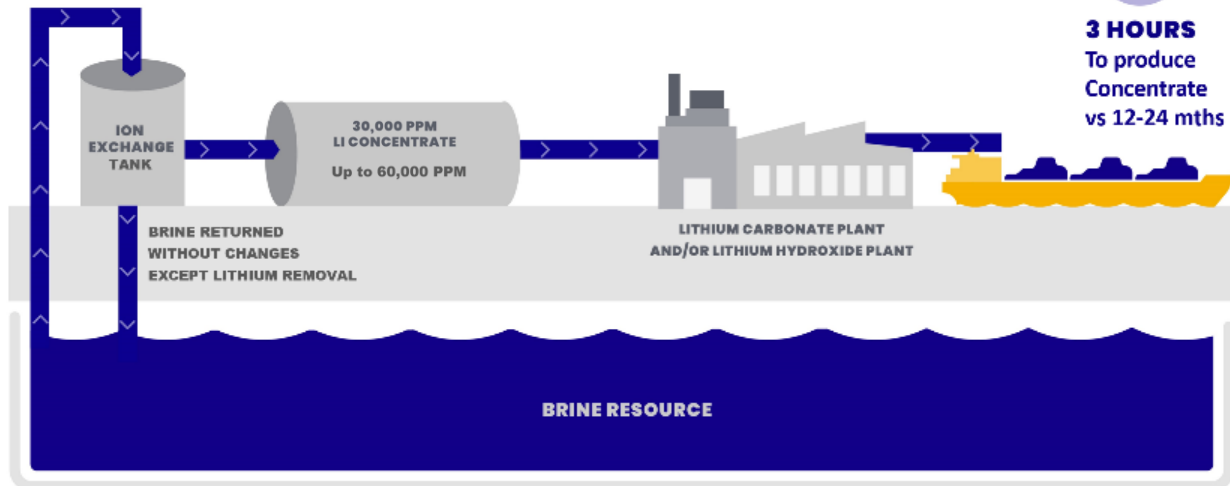 3 HOURS
To produce
Concentrate
vs 12-24 mths
ION
EXCHANGE
TANK
30,000 PPM
LI CONCENTRATE
Up to 60,000 PPM
BRINE RETURNED
WITHOUT CHANGES
EXCEPT LITHIUM REMOVAL
LITHIUM CARBONATE PLANT
AND/OR LITHIUM HYDROXIDE PLANT
BRINE RESOURCE